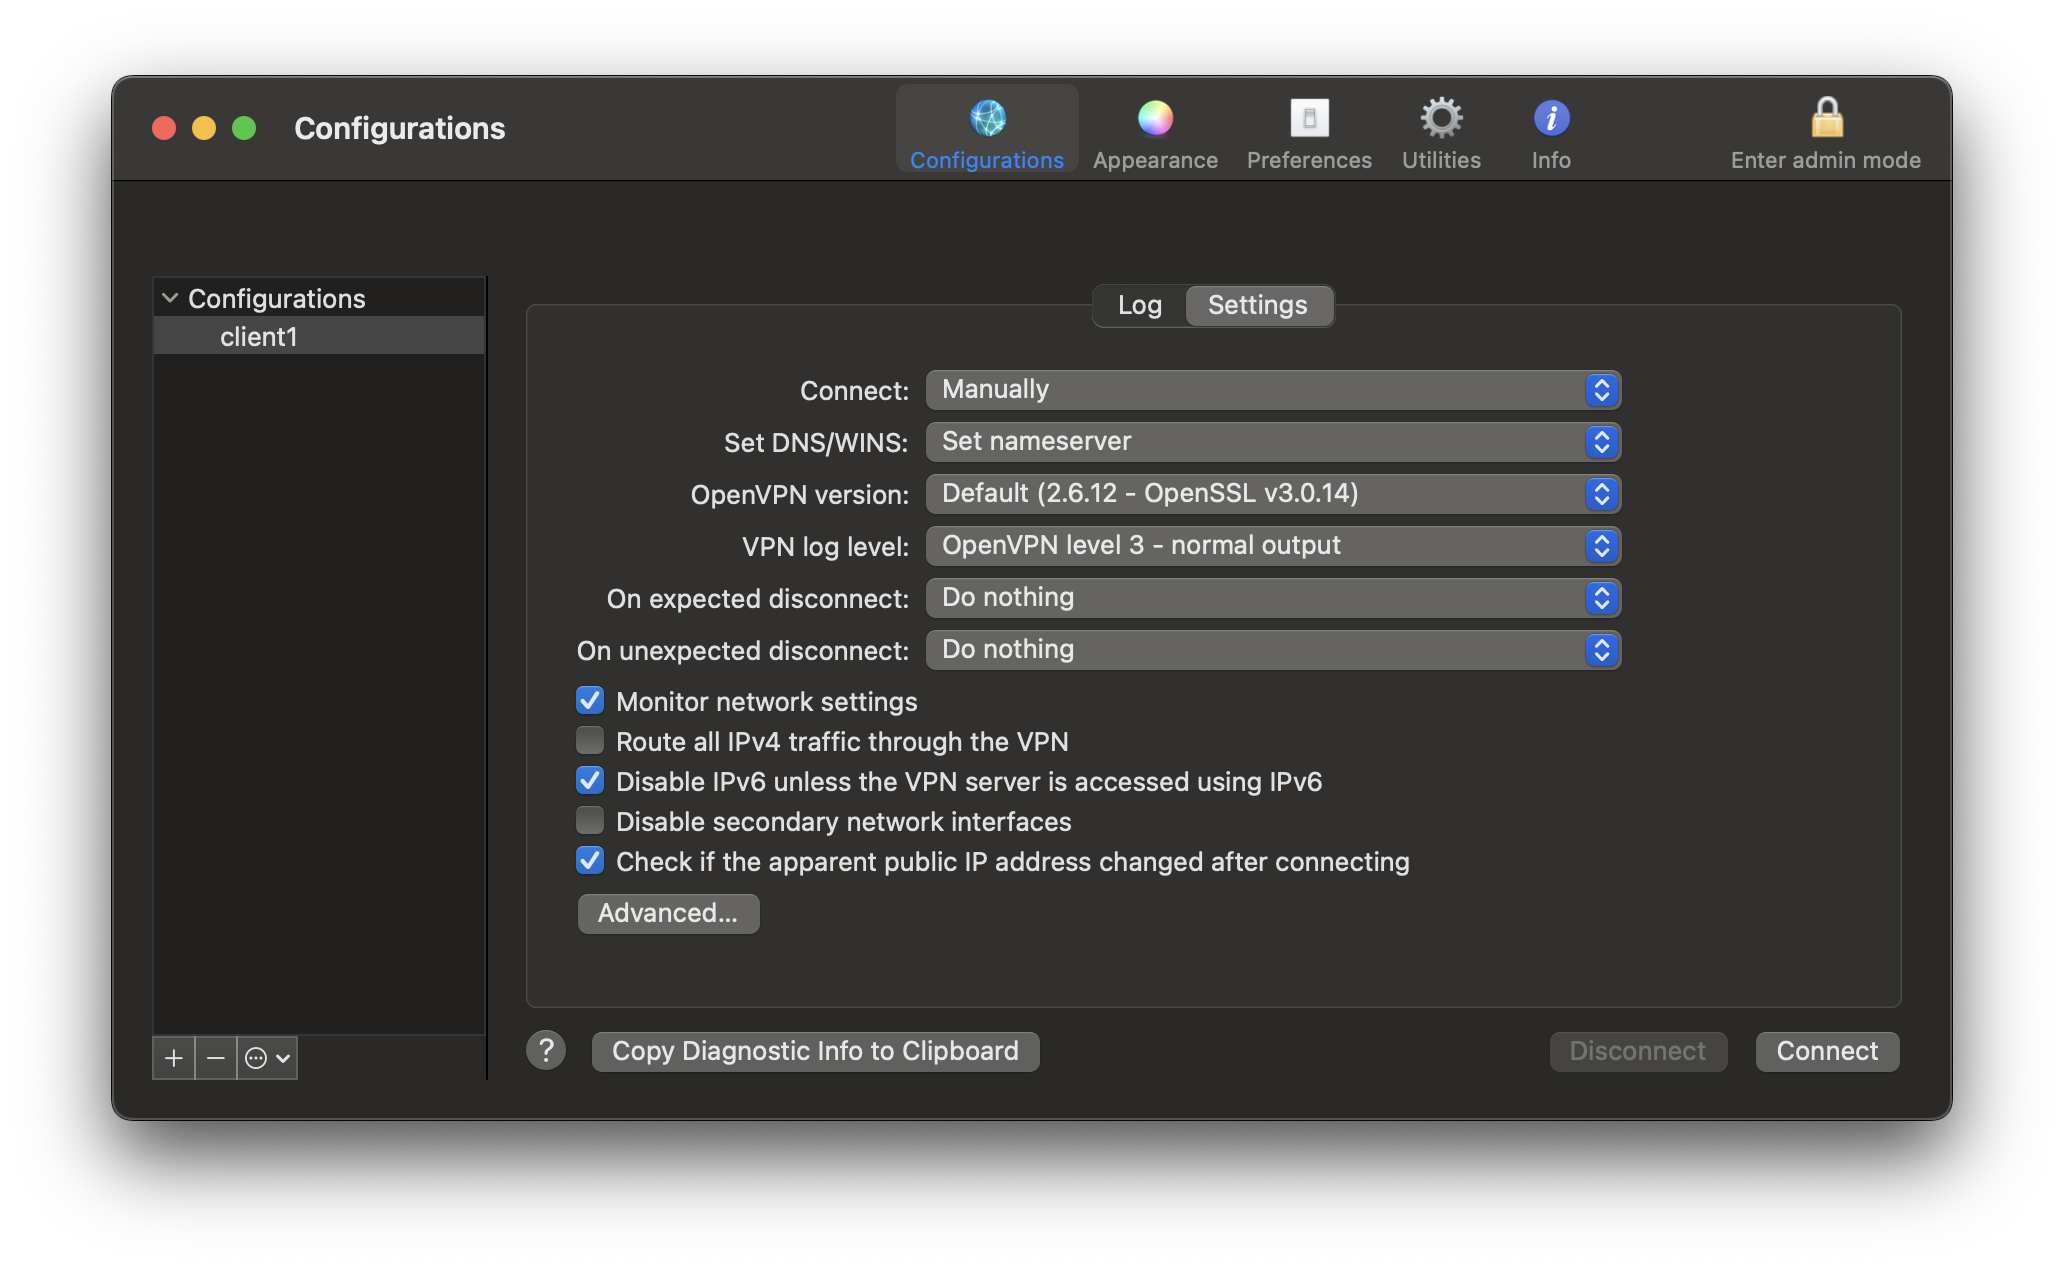 Configurations
Configurations
Appearance
Preferences
Utilities
Info
Enter admin mode
Configurations
client1
Log
Settings
Connect: Manually
Set DNS/WINS: Set nameserver
OpenVPN version: Default (2.6.12 - OpenSSL v3.0.14)
VPN log level: OpenVPN level 3 - normal output
On expected disconnect: Do nothing
On unexpected disconnect: Do nothing
Monitor network settings
Route all IPv4 traffic through the VPN
Disable IPv6 unless the VPN server is accessed using IPv6
Disable secondary network interfaces
Check if the apparent public IP address changed after connecting
Advanced...
?
Copy Diagnostic Info to Clipboard
Disconnect
Connect